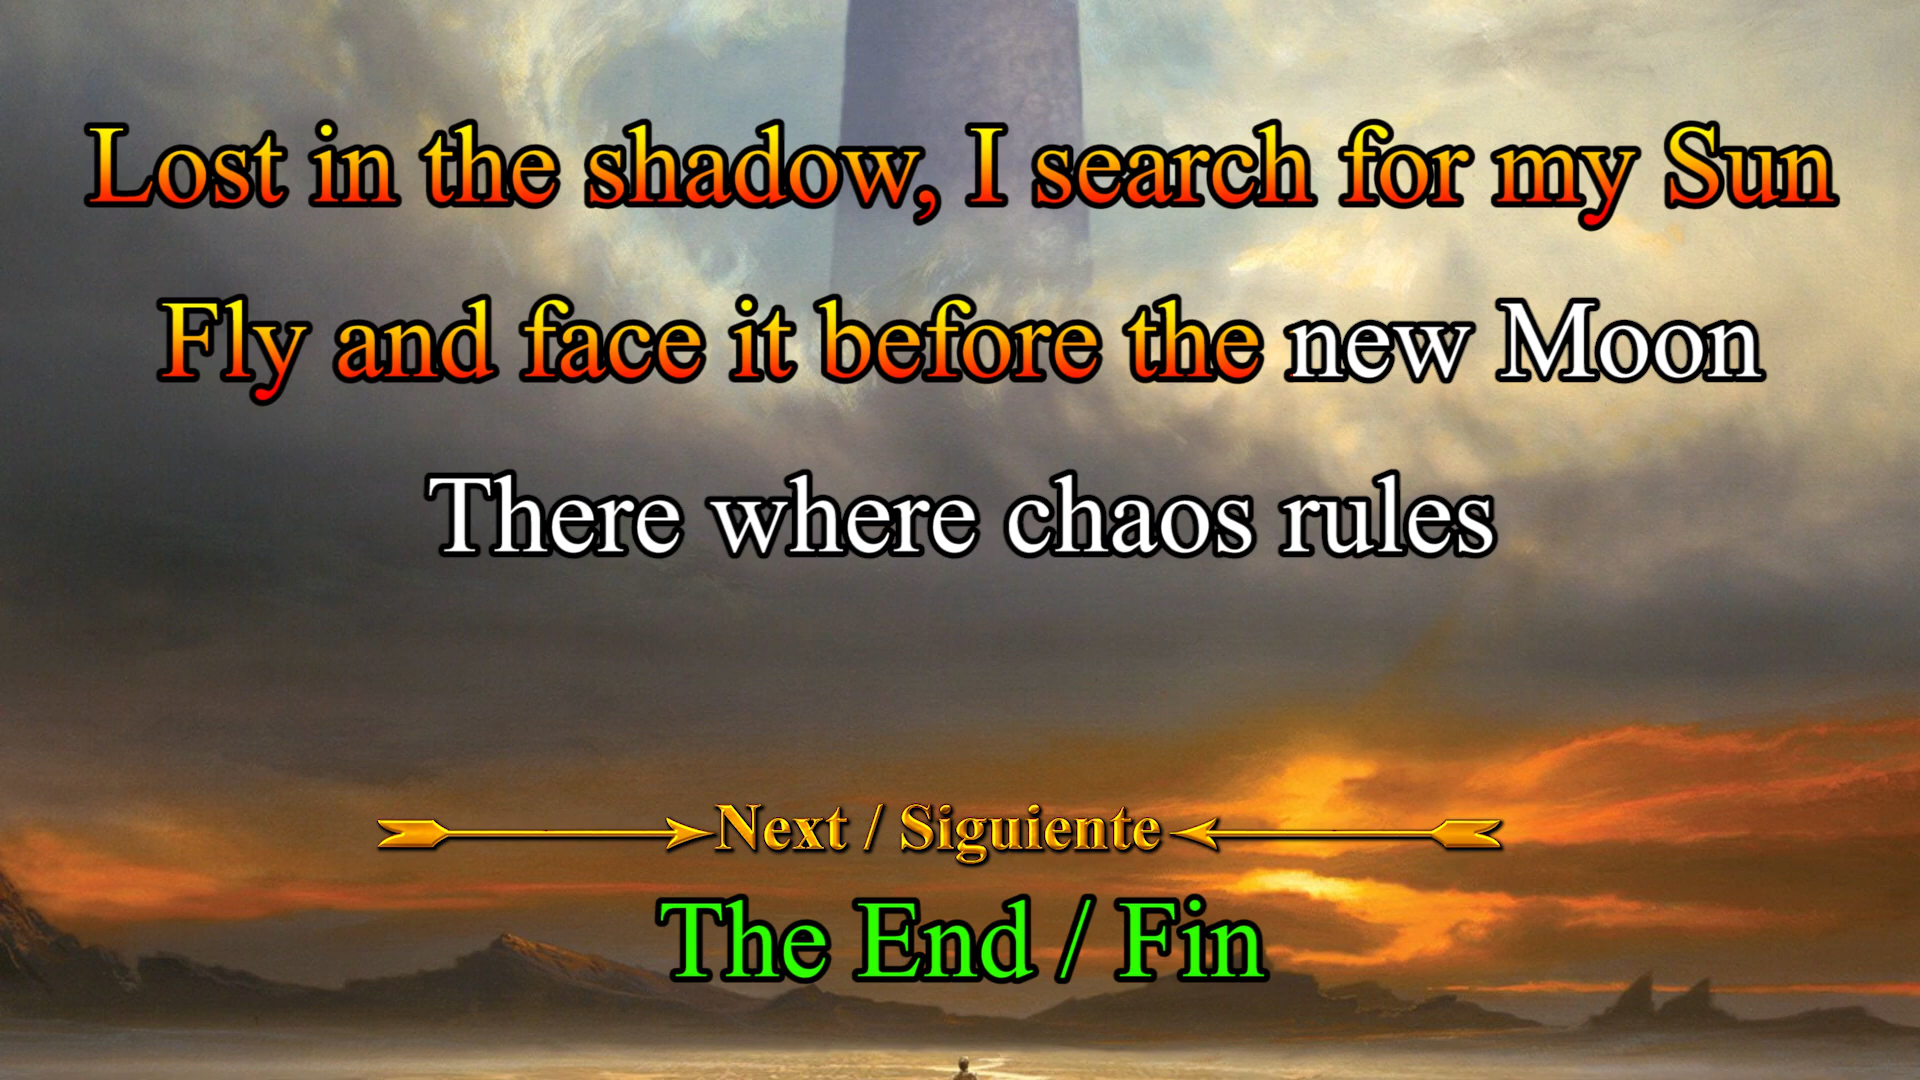 Lost in the shadow, I search for my Sun
Fly and face it before the new Moon
There where chaos rules
Next / Siguiente
The End / Fin